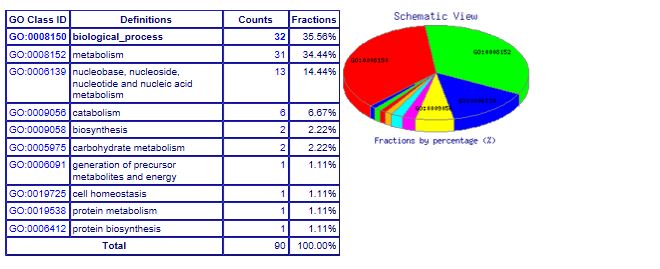 GO Class ID Definitions Counts Fractions
GO:0008150 biological_process 32 35.56%
GO:0008152 metabolism 31 34.44%
GO:0006139 nucleobase, nucleoside, 13 14.44%
nucleotide and nucleic acid
metabolism
GO:0009056 catabolism 6 6.67%
GO:0009058 biosynthesis 2 2.22%
GO:0005975 carbohydrate metabolism 2 2.22%
GO:0006091 generation of precursor 1 1.11%
metabolites and energy
GO:0019725 cell homeostasis 1 1.11%
GO:0019538 protein metabolism 1 1.11%
GO:0006412 protein biosynthesis 1 1.11%
Total 90 100.00%
Schematic View
GO:0008152
GO:0008150
Fractions by percentage (%)